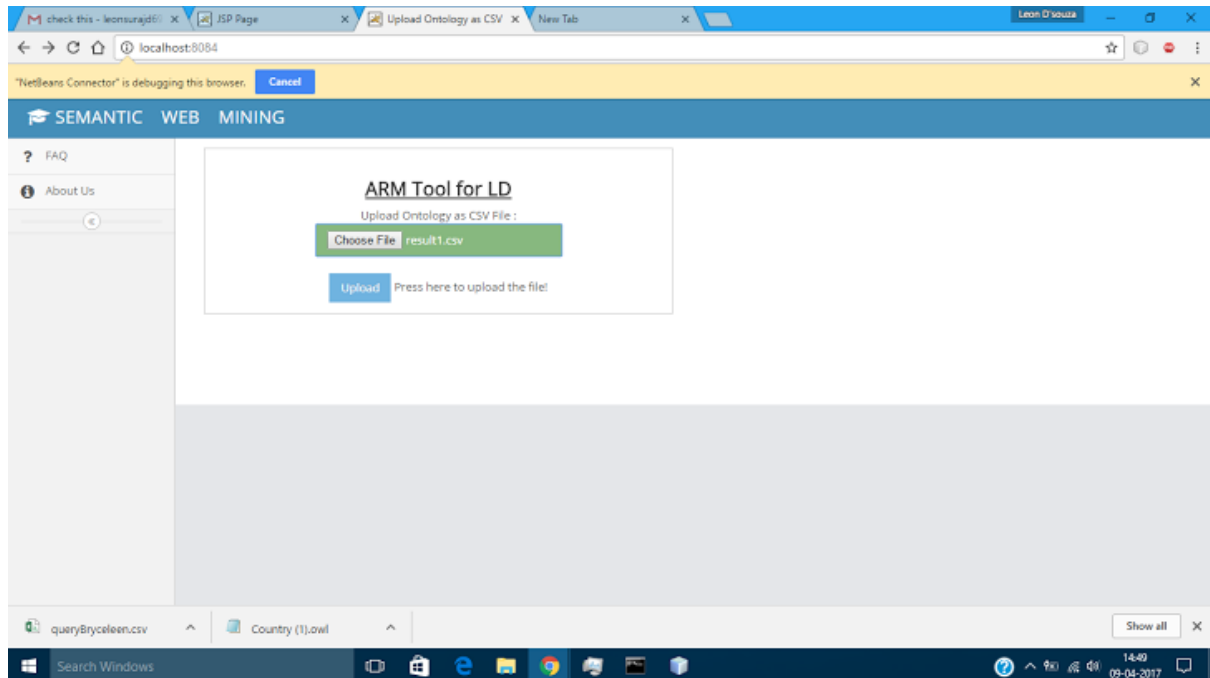 check this - leonsurajd6
JSP Page
Upload Ontology as CSV
New Tab
Leon D'souza
localhost:8084
"NetBeans Connector" is debugging this browser.
Cancel
SEMANTIC WEB MINING
? FAQ
About Us
ARM Tool for LD
Upload Ontology as CSV File :
Choose File result1.csv
Upload Press here to upload the file!
queryBryceleen.csv
Country (1).owl
Show all
Search Windows
14:49
09-04-2017